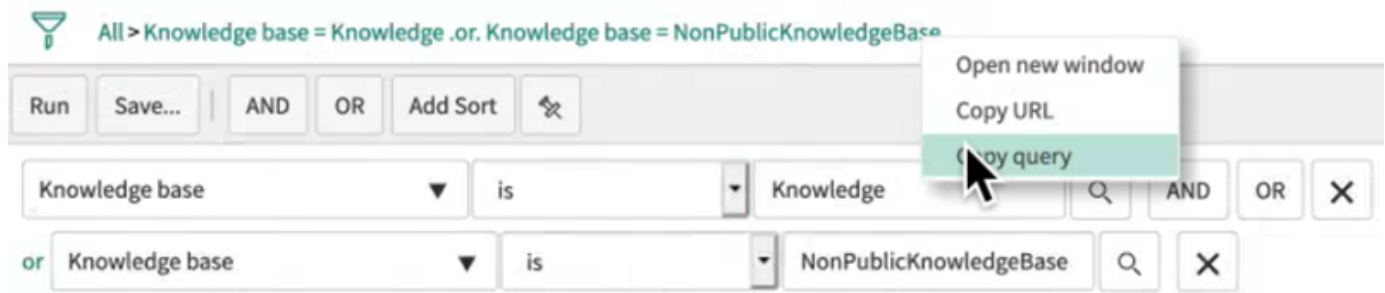 All > Knowledge base = Knowledge .or. Knowledge base = NonPublicKnowledgeBase
Open new window
Copy URL
Copy query
Run Save... AND OR Add Sort
Knowledge base is Knowledge AND OR
or Knowledge base is NonPublicKnowledgeBase